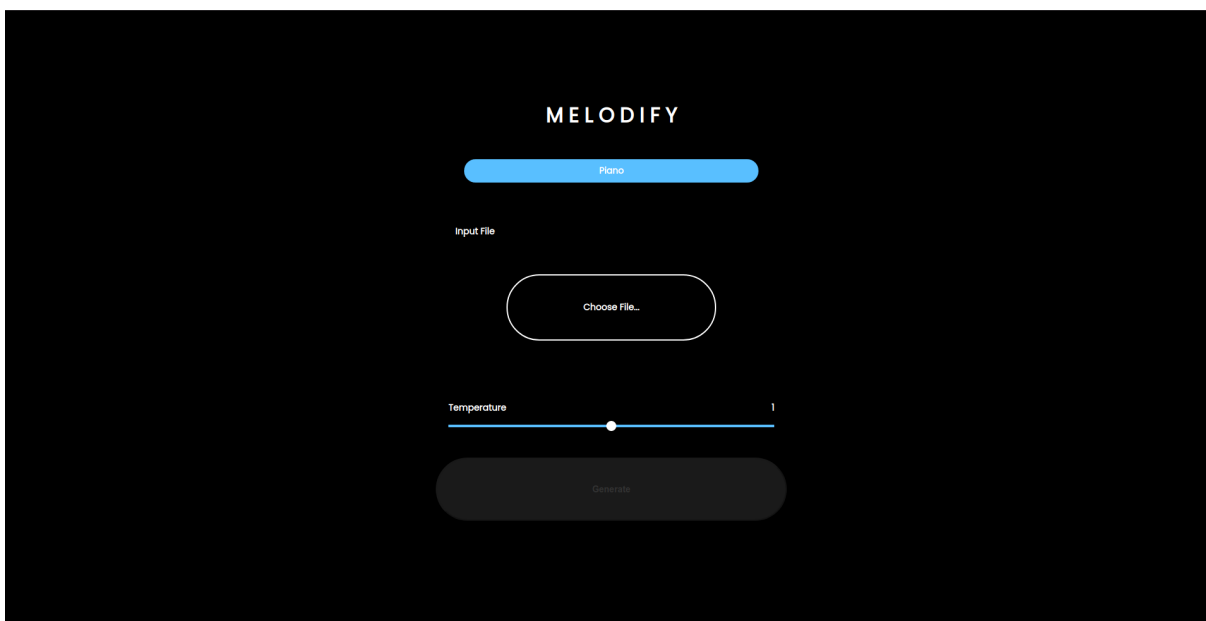 MELODIFY
Piano
Input File
Choose File...
Temperature 1
Generate